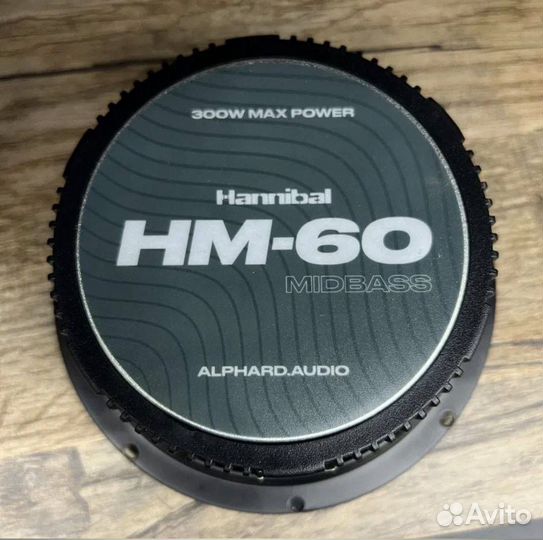 300W MAX POWER
Hannibal
HM-60
MIDBASS
ALPHARD.AUDIO
Avito